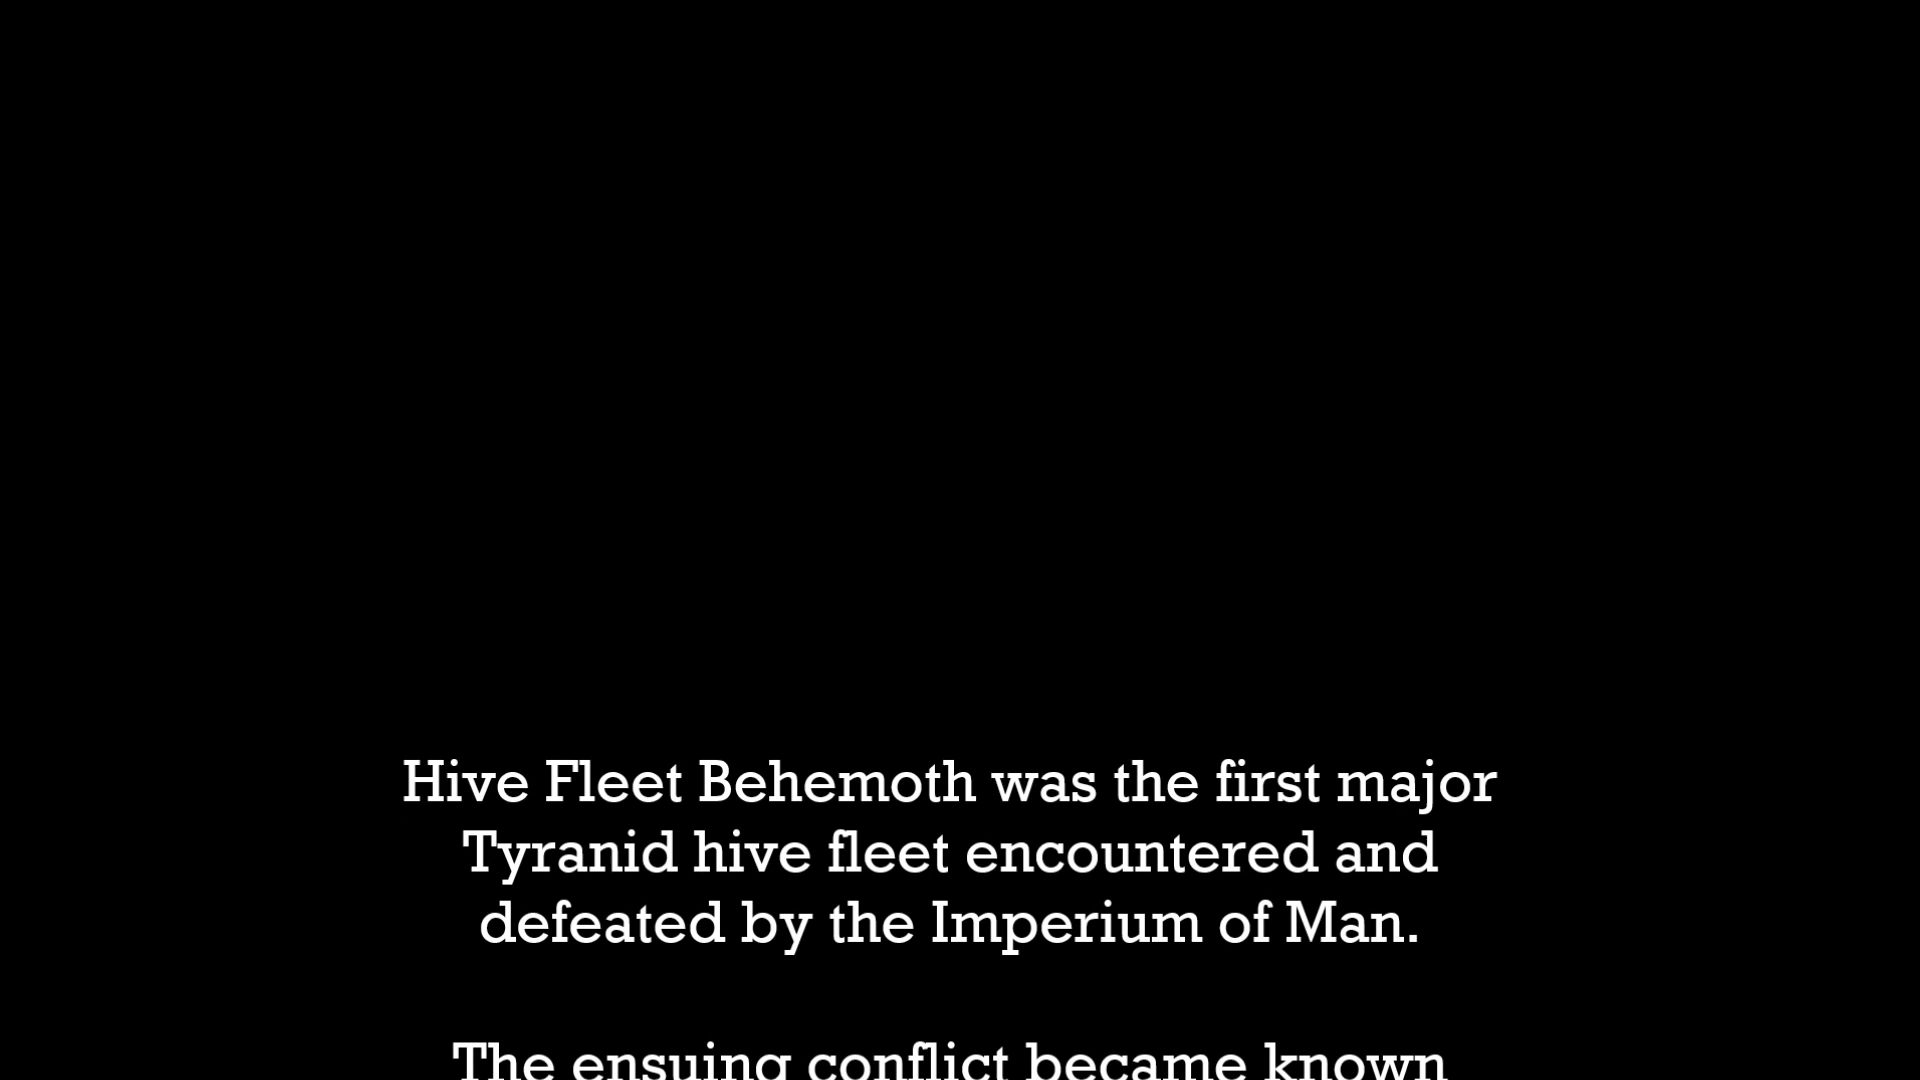 Hive Fleet Behemoth was the first major
Tyranid hive fleet encountered and
defeated by the Imperium of Man.
The ensuing conflict became known